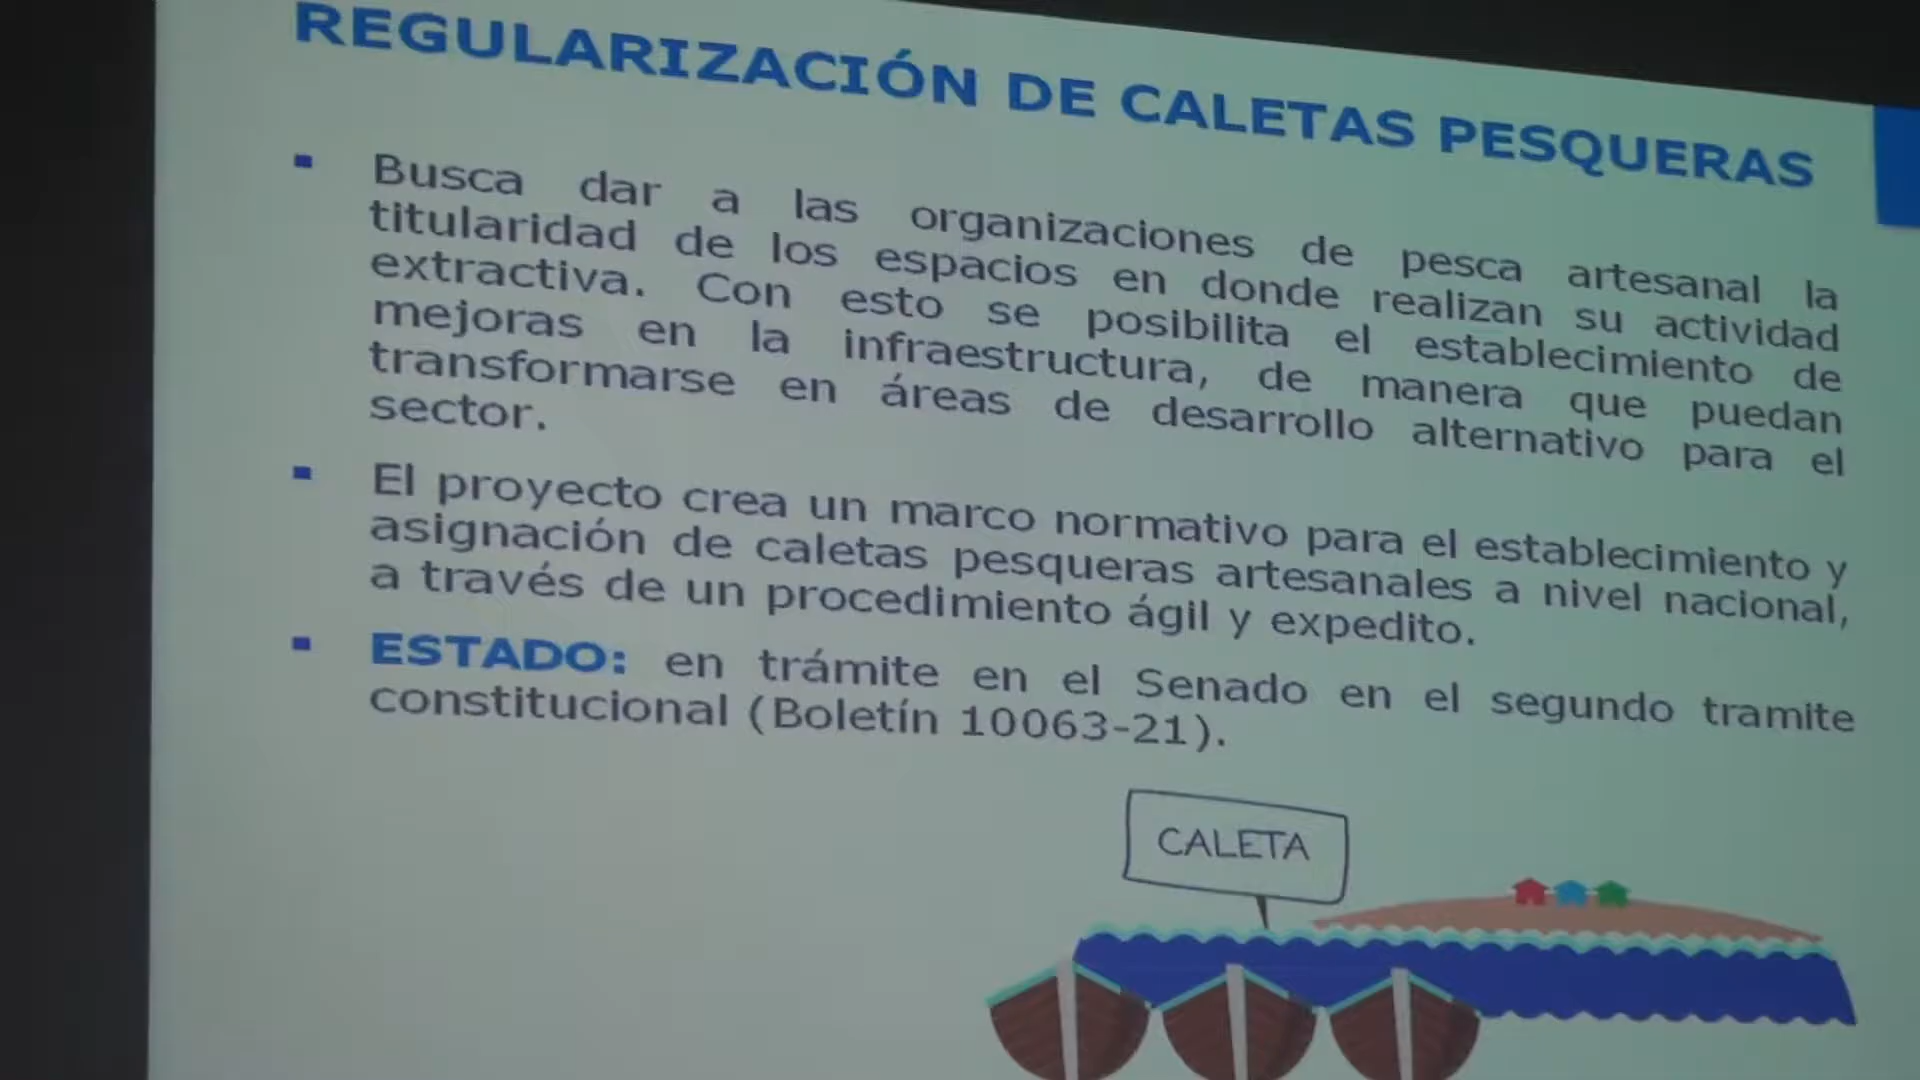 REGULARIZACIÓN DE CALETAS PESQUERAS
▪ Busca dar a las organizaciones de pesca artesanal la
titularidad de los espacios en donde realizan su actividad
extractiva. Con esto se posibilita el establecimiento de
mejoras en la infraestructura, de manera que puedan
transformarse en áreas de desarrollo alternativo para el
sector.
▪ El proyecto crea un marco normativo para el establecimiento y
asignación de caletas pesqueras artesanales a nivel nacional,
a través de un procedimiento ágil y expedito.
▪ ESTADO: en trámite en el Senado en el segundo tramite
constitucional (Boletín 10063-21).
CALETA